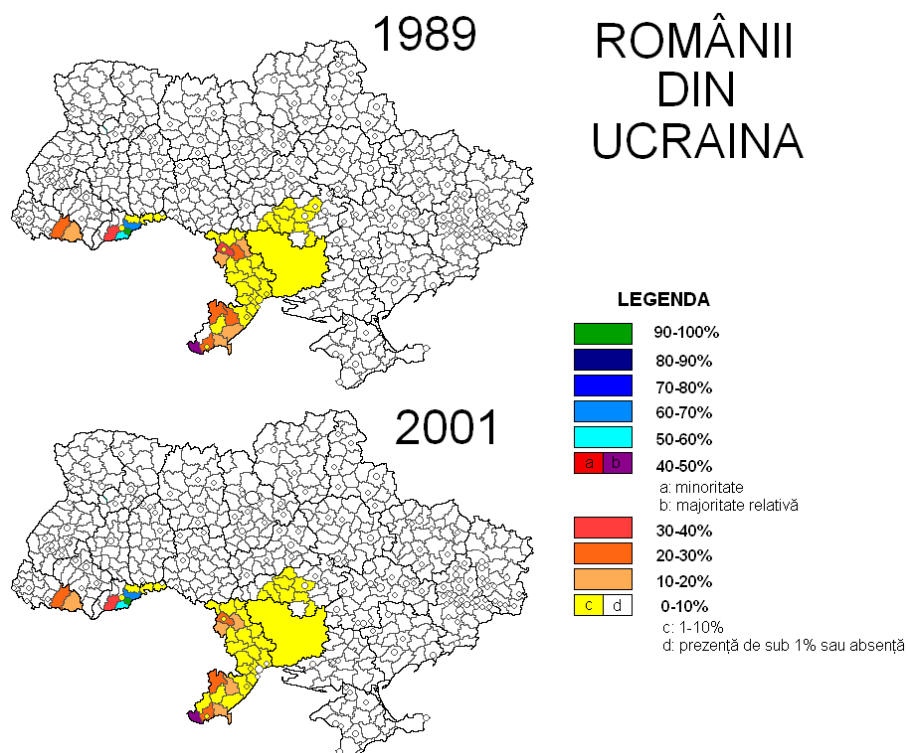 1989
ROMÂNII
DIN
UCRAINA
LEGENDA
90-100%
80-90%
70-80%
60-70%
50-60%
a b 40-50%
a: minoritate
b: majoritate relativă
30-40%
20-30%
10-20%
c d 0-10%
c: 1-10%
d: prezență de sub 1% sau absență
2001